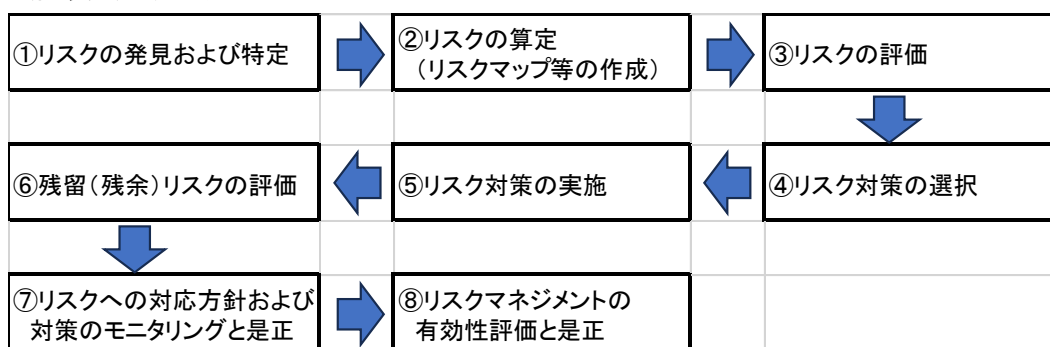 ①リスクの発見および特定
②リスクの算定
（リスクマップ等の作成）
③リスクの評価
⑥残留（残余）リスクの評価
⑤リスク対策の実施
④リスク対策の選択
⑦リスクへの対応方針および
対策のモニタリングと是正
⑧リスクマネジメントの
有効性評価と是正